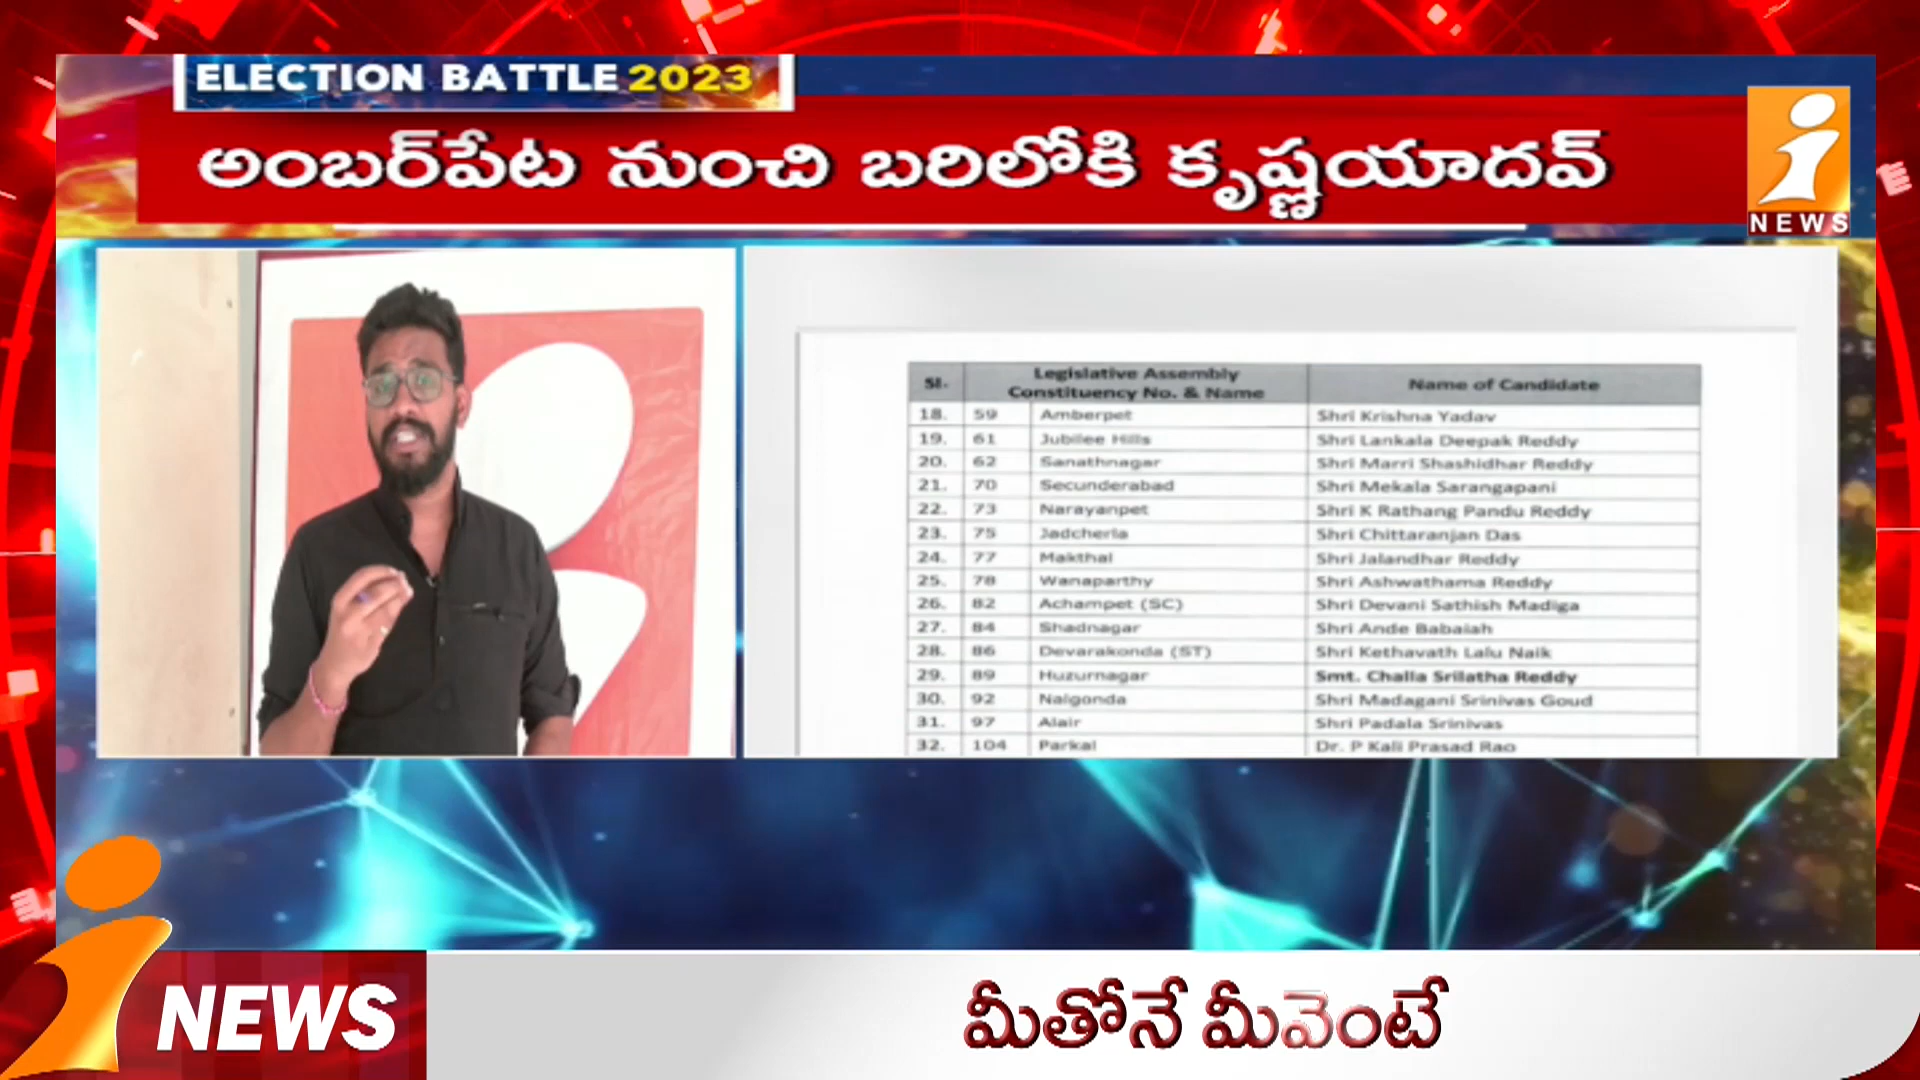 ELECTION BATTLE 2023
అంబర్‌పేట నుంచి బరిలోకి కృష్ణయాదవ్
i
NEWS
Sl. Legislative Assembly Constituency No. & Name Name of Candidate
18. 59 Amberpet Shri Krishna Yadav
19. 61 Jubilee Hills Shri Lankala Deepak Reddy
20. 62 Sanathnagar Shri Marri Shashidhar Reddy
21. 70 Secunderabad Shri Mekala Sarangapani
22. 73 Narayanpet Shri K Rathang Pandu Reddy
23. 75 Jadcherla Shri Chittaranjan Das
24. 77 Makthal Shri Jalandhar Reddy
25. 78 Wanaparthy Shri Ashwathama Reddy
26. 82 Achampet (SC) Shri Devani Sathish Madiga
27. 84 Shadnagar Shri Ande Babaiah
28. 86 Devarakonda (ST) Shri Kethavath Lalu Naik
29. 89 Huzurnagar Smt. Challa Srilatha Reddy
30. 92 Nalgonda Shri Madagani Srinivas Goud
31. 97 Alair Shri Padala Srinivas
32. 104 Parkal Dr. P Kali Prasad Rao
i NEWS
మీతోనే మీవెంటే